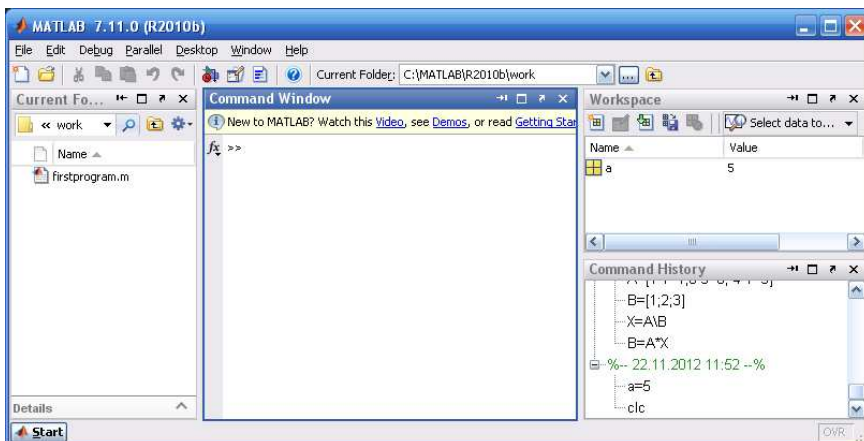 MATLAB 7.11.0 (R2010b)
File Edit Debug Parallel Desktop Window Help
Current Folder: C:\MATLAB\R2010b\work
Current Fo...
« work
Name
firstprogram.m
Details
Command Window
New to MATLAB? Watch this Video, see Demos, or read Getting Star
fx >>
Workspace
Select data to...
Name Value
a 5
Command History
B=[1;2;3]
X=A\B
B=A*X
%-- 22.11.2012 11:52 --%
a=5
clc
Start
OVR